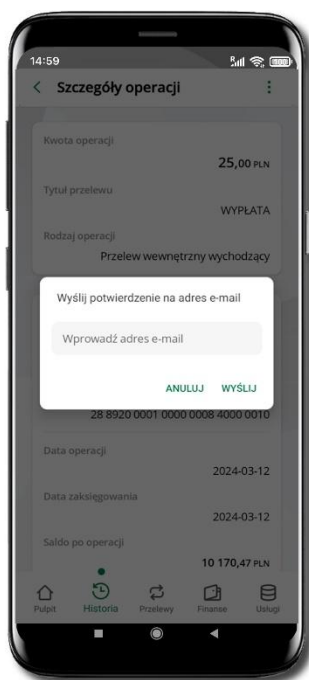 14:59
Szczegóły operacji
Kwota operacji
25,00 PLN
Tytuł przelewu
WYPŁATA
Rodzaj operacji
Przelew wewnętrzny wychodzący
Wyślij potwierdzenie na adres e-mail
Wprowadź adres e-mail
ANULUJ WYŚLIJ
28 8920 0001 0000 0008 4000 0010
Data operacji
2024-03-12
Data zaksięgowania
2024-03-12
Saldo po operacji
10 170,47 PLN
Pulpit Historia Przelewy Finanse Usługi